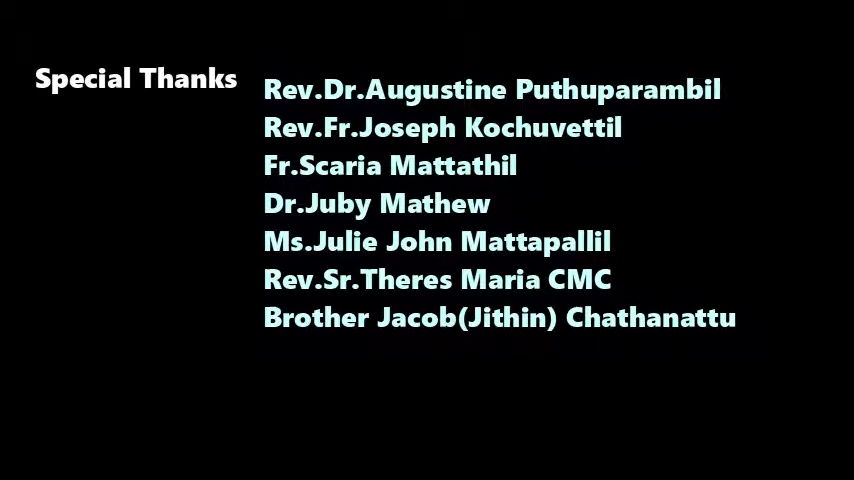 Special Thanks
Rev.Dr.Augustine Puthuparambil
Rev.Fr.Joseph Kochuvettil
Fr.Scaria Mattathil
Dr.Juby Mathew
Ms.Julie John Mattapallil
Rev.Sr.Theres Maria CMC
Brother Jacob(Jithin) Chathanattu